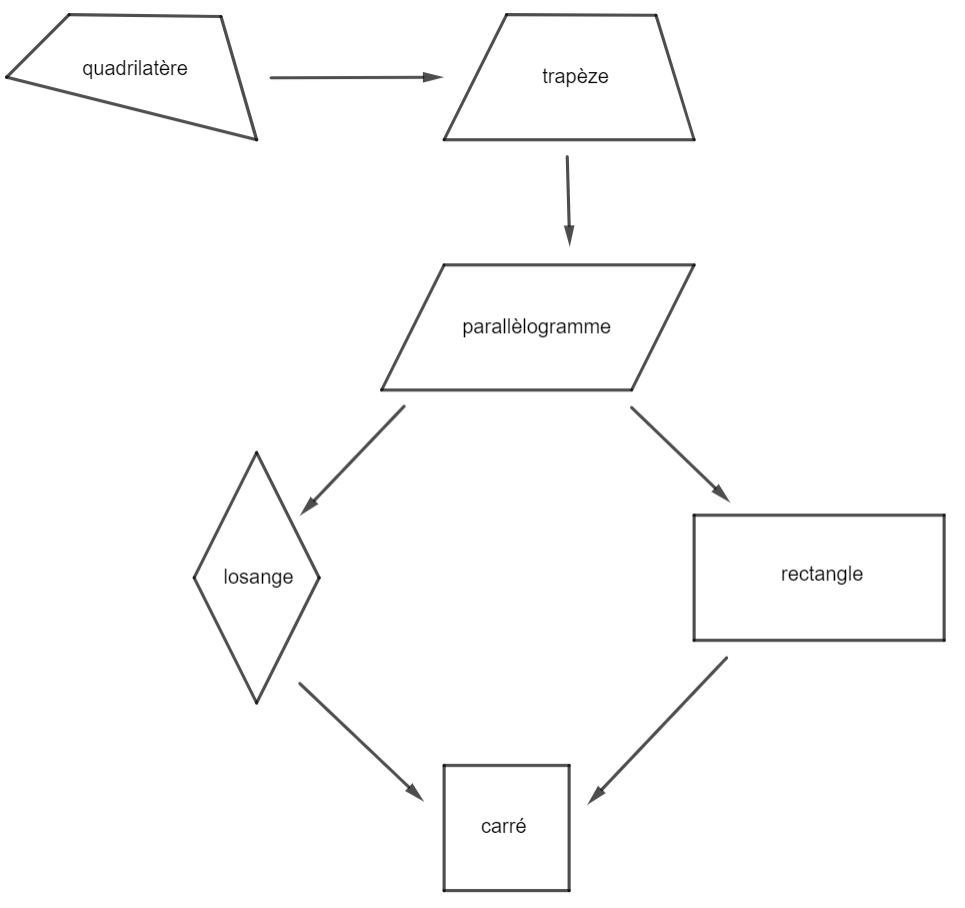 quadrilatère
trapèze
parallèlogramme
losange
rectangle
carré